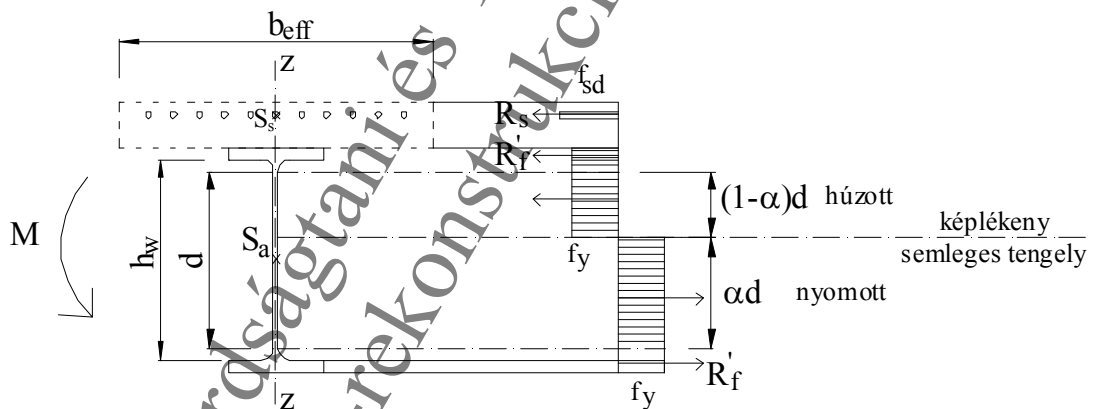 b_eff
z
f_sd
S_s
R_s
R'_f
(1-α)d húzott
M
h_w
d
S_a
képlékeny
semleges tengely
f_y
αd nyomott
R'_f
f_y
z